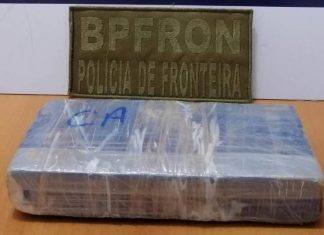 BPFRON
POLÍCIA DE FRONTEIRA
CA